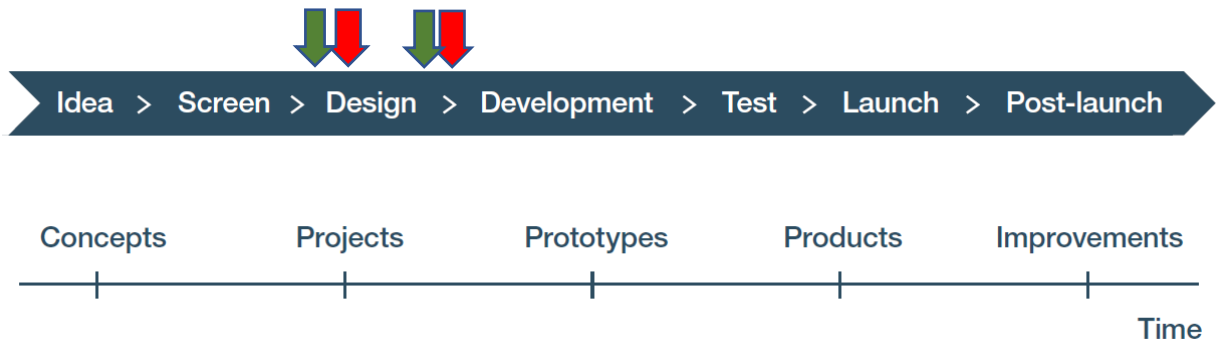 Idea > Screen > Design > Development > Test > Launch > Post-launch
Concepts Projects Prototypes Products Improvements
Time